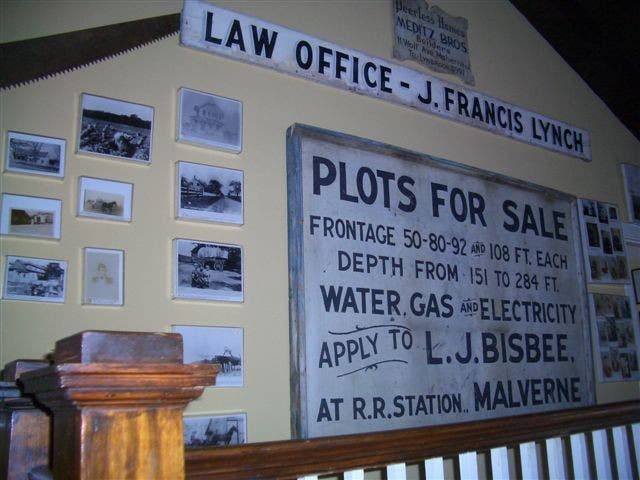 Peerless Homes
MEDITZ BROS.
Builders
LAW OFFICE - J. FRANCIS LYNCH
PLOTS FOR SALE
FRONTAGE 50-80-92 AND 108 FT. EACH
DEPTH FROM 151 TO 284 FT.
WATER, GAS AND ELECTRICITY
APPLY TO L.J. BISBEE.
AT R.R. STATION.. MALVERNE